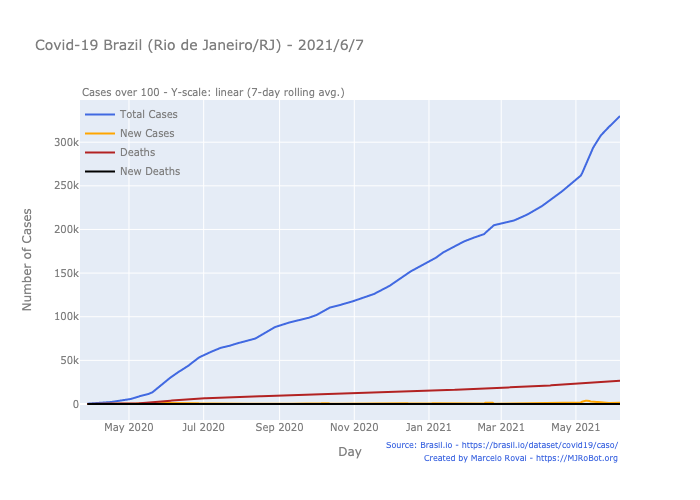 Covid-19 Brazil (Rio de Janeiro/RJ) - 2021/6/7
Cases over 100 - Y-scale: linear (7-day rolling avg.)
Total Cases
New Cases
Deaths
New Deaths
Number of Cases
300k
250k
200k
150k
100k
50k
0
May 2020
Jul 2020
Sep 2020
Nov 2020
Jan 2021
Mar 2021
May 2021
Day
Source: Brasil.io - https://brasil.io/dataset/covid19/caso/
Created by Marcelo Rovai - https://MJRoBot.org